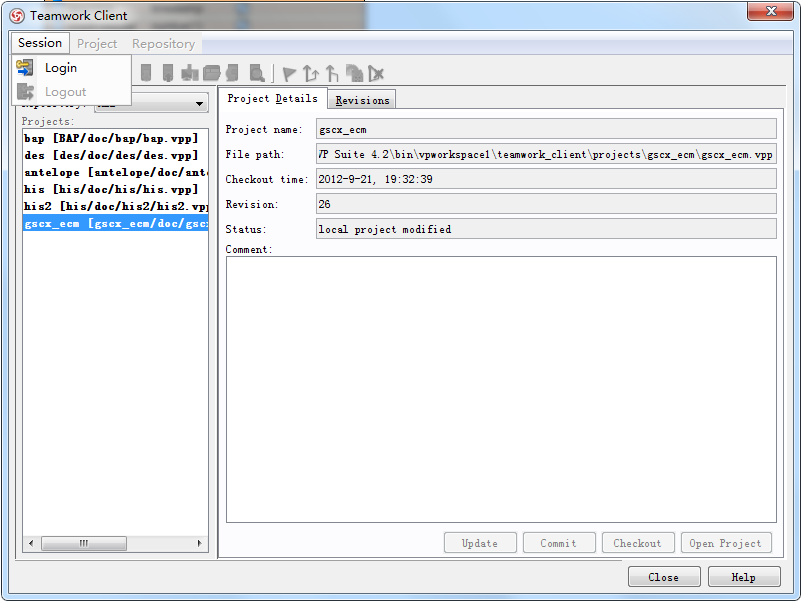 Teamwork Client
Session Project Repository
Login
Logout
Projects:
bap [BAP/doc/bap/bap.vpp]
des [des/doc/des/des.vpp]
antelope [antelope/doc/ant
his [his/doc/his/his.vpp]
his2 [his/doc/his2/his2.vpp
gscx_ecm [gscx_ecm/doc/gscx
Project Details Revisions
Project name: gscx_ecm
File path: VP Suite 4.2\bin\vpworkspace1\teamwork_client\projects\gscx_ecm\gscx_ecm.vpp
Checkout time: 2012-9-21, 19:32:39
Revision: 26
Status: local project modified
Comment:
Update Commit Checkout Open Project
Close Help